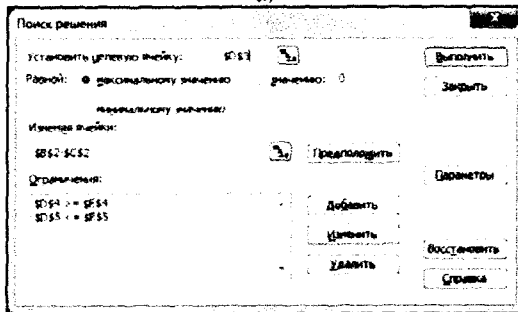 Поиск решения
Установить целевую ячейку: $D$3 Выполнить
Равной: максимальному значению значению: 0 Закрыть
минимальному значению
Изменяя ячейки:
$B$2:$C$2 Предположить
Ограничения: Параметры
$D$4 >= $F$4 Добавить
$D$5 <= $F$5
Изменить
Восстановить
Удалить
Справка